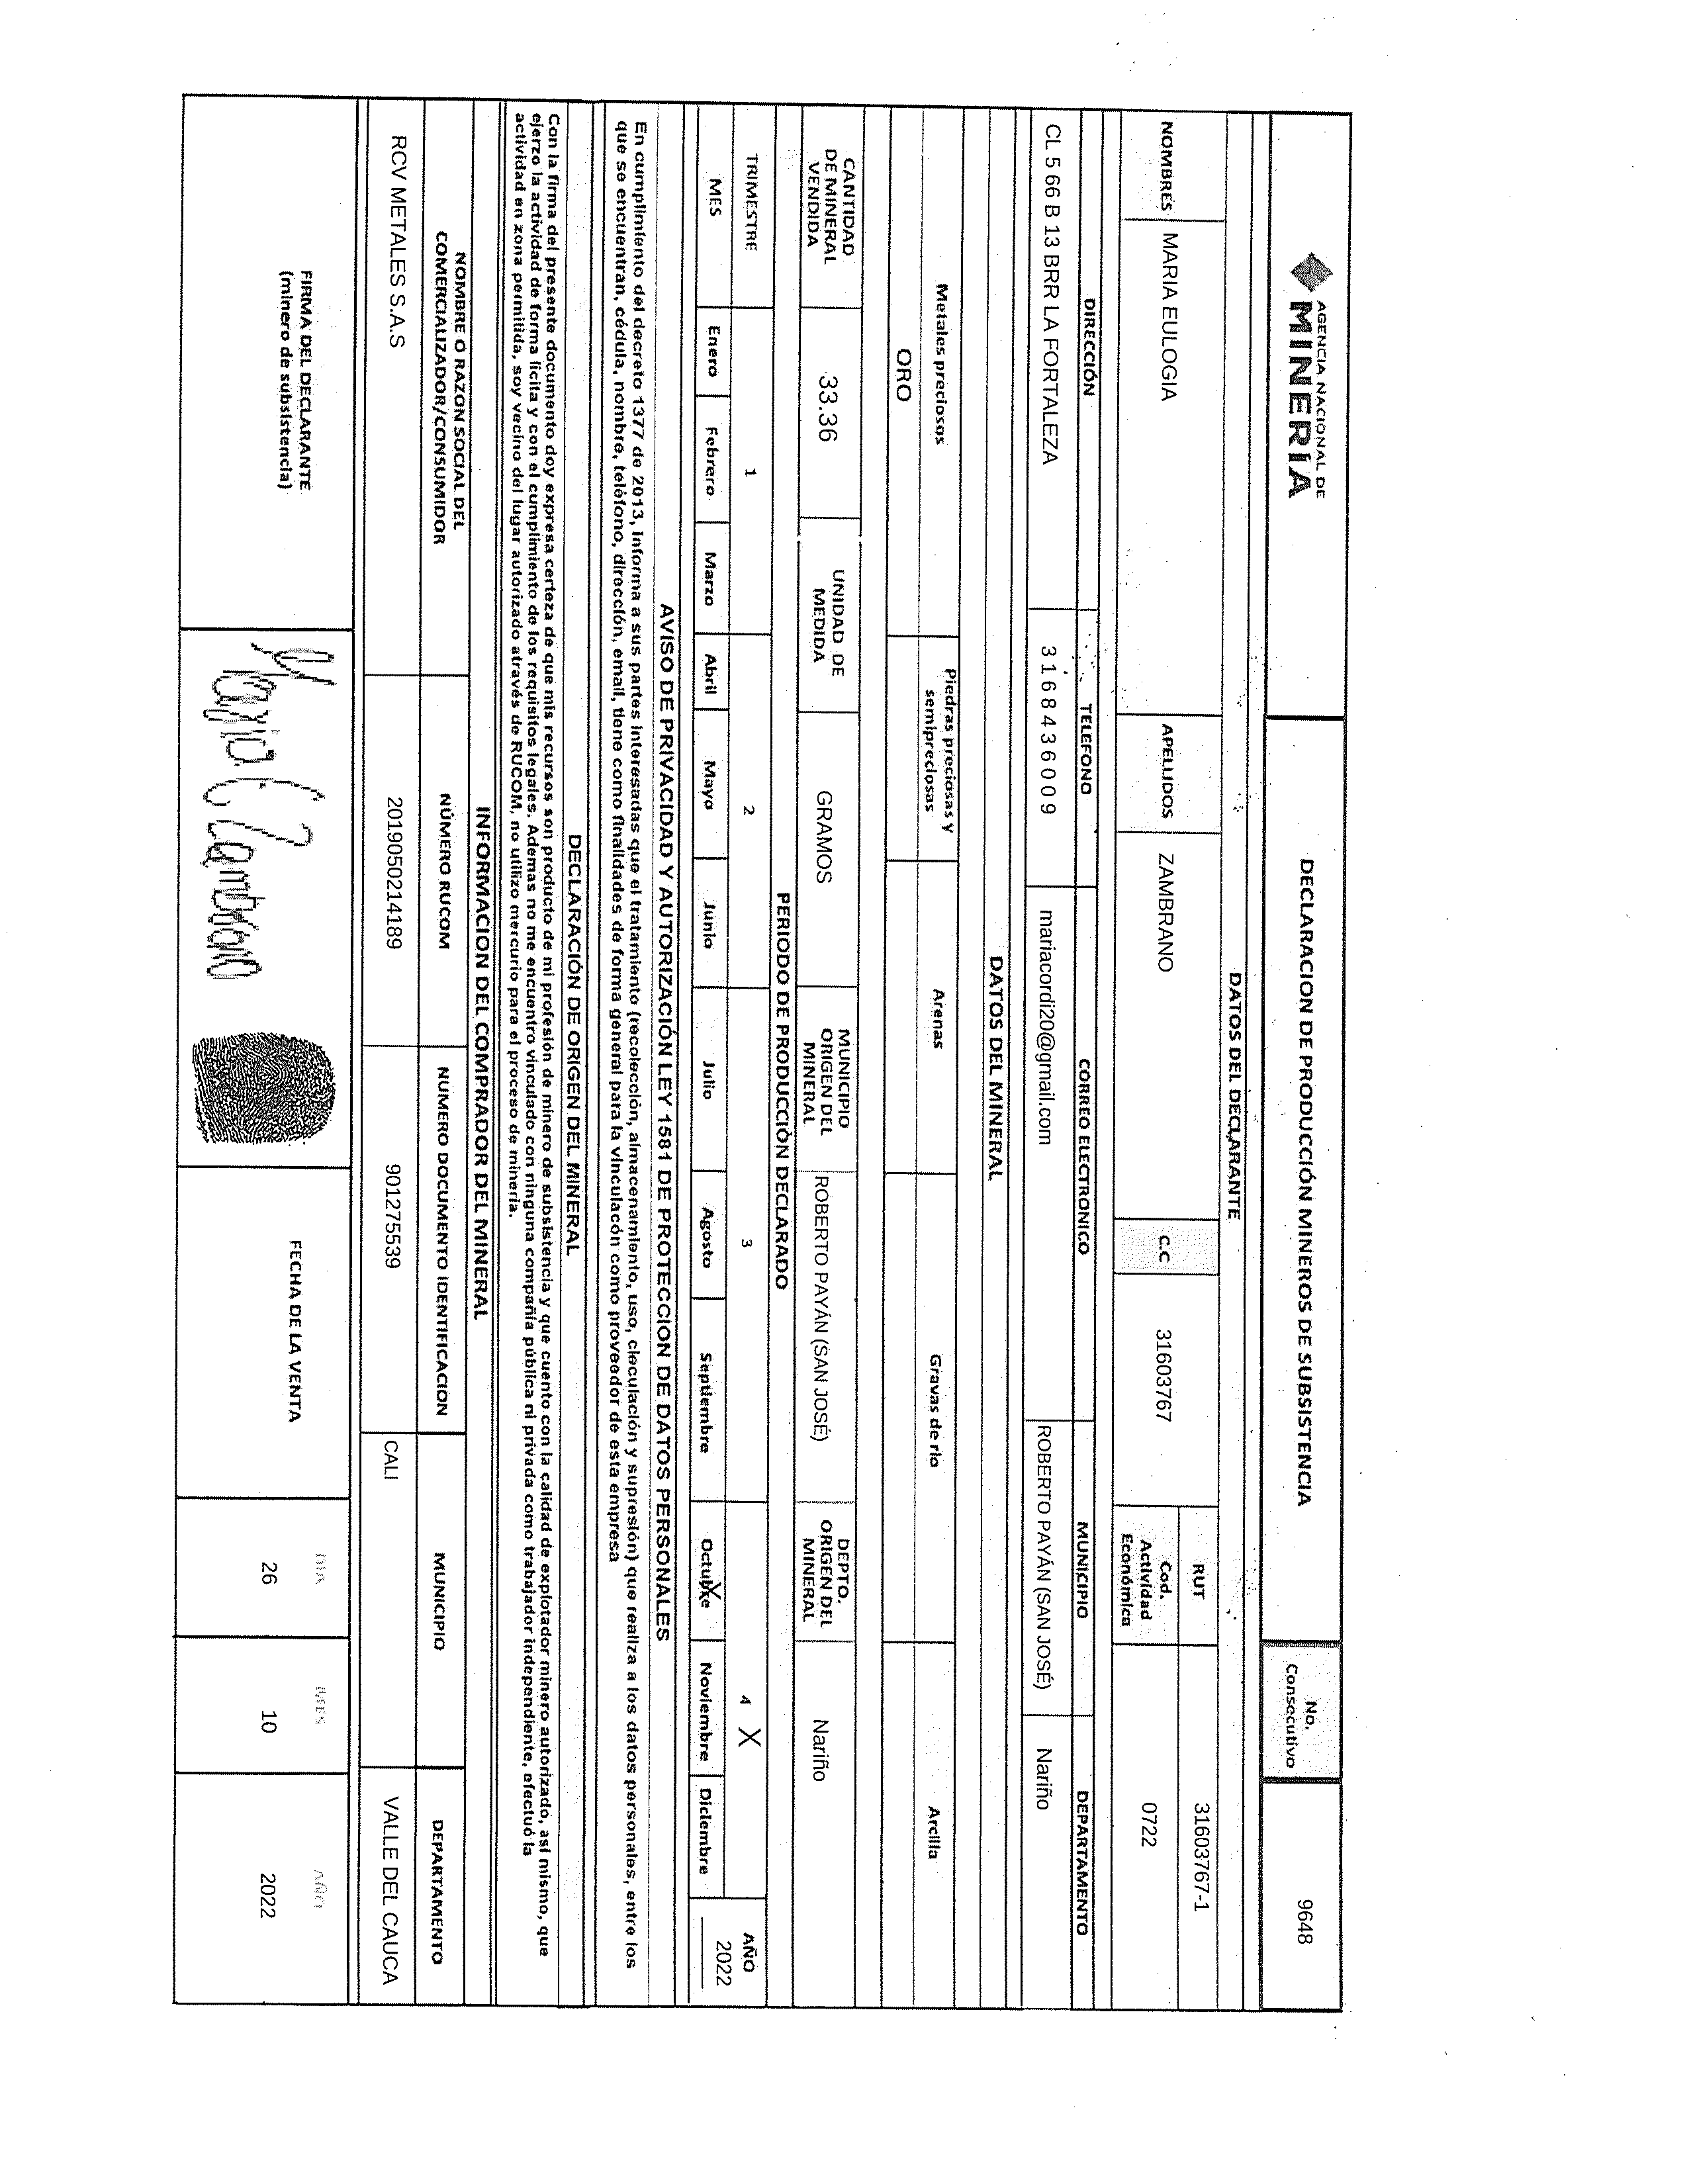 AGENCIA NACIONAL DE
MINERÍA
DECLARACION DE PRODUCCIÓN MINEROS DE SUBSISTENCIA
No.
Consecutivo
9648
DATOS DEL DECLARANTE
NOMBRES
MARIA EULOGIA
APELLIDOS
ZAMBRANO
C.C
31603767
RUT
31603767-1
Cod.
Actividad
Económica
0722
DIRECCIÓN
TELEFONO
CORREO ELECTRONICO
MUNICIPIO
DEPARTAMENTO
CL 5 66 B 13 BRR LA FORTALEZA
3168436009
mariacordi20@gmail.com
ROBERTO PAYÁN (SAN JOSÉ)
Nariño
DATOS DEL MINERAL
Metales preciosos
Piedras preciosas y
semipreciosas
Arenas
Gravas de rio
Arcilla
ORO
CANTIDAD
DE MINERAL
VENDIDA
33.36
UNIDAD DE
MEDIDA
GRAMOS
MUNICIPIO
ORIGEN DEL
MINERAL
ROBERTO PAYÁN (SAN JOSÉ)
DEPTO.
ORIGEN DEL
MINERAL
Nariño
PERIODO DE PRODUCCIÓN DECLARADO
TRIMESTRE
1
2
3
4 X
AÑO
2022
MES
Enero
Febrero
Marzo
Abril
Mayo
Junio
Julio
Agosto
Septiembre
Octubre X
Noviembre
Diciembre
AVISO DE PRIVACIDAD Y AUTORIZACIÓN LEY 1581 DE PROTECCION DE DATOS PERSONALES
En cumplimiento del decreto 1377 de 2013, Informa a sus partes interesadas que el tratamiento (recolección, almacenamiento, uso, cleculación y supresión) que realiza a los datos personales, entre los
que se encuentran, cédula, nombre, teléfono, dirección, email, tiene como finalidades de forma general para la vinculacón como proveedor de esta empresa
DECLARACIÓN DE ORIGEN DEL MINERAL
Con la firma del presente documento doy expresa certeza de que mis recursos son producto de mi profesión de minero de subsistencia y que cuento con la calidad de explotador minero autorizado, así mismo, que
ejerzo la actividad de forma licita y con el cumplimiento de los requisitos legales. Ademas no me encuentro vinculado con ninguna compañía pública ni privada como trabajador independiente, efectuó la
actividad en zona permitida, soy vecino del lugar autorizado através de RUCOM, no utilizo mercurio para el proceso de mineria.
INFORMACION DEL COMPRADOR DEL MINERAL
NOMBRE O RAZON SOCIAL DEL
COMERCIALIZADOR/CONSUMIDOR
NÚMERO RUCOM
NUMERO DOCUMENTO IDENTIFICACION
MUNICIPIO
DEPARTAMENTO
RCV METALES S.A.S
2019050214189
901275539
CALI
VALLE DEL CAUCA
FIRMA DEL DECLARANTE
(minero de subsistencia)
Maria E Zambrano
FECHA DE LA VENTA
DIA
MES
AÑO
26
10
2022